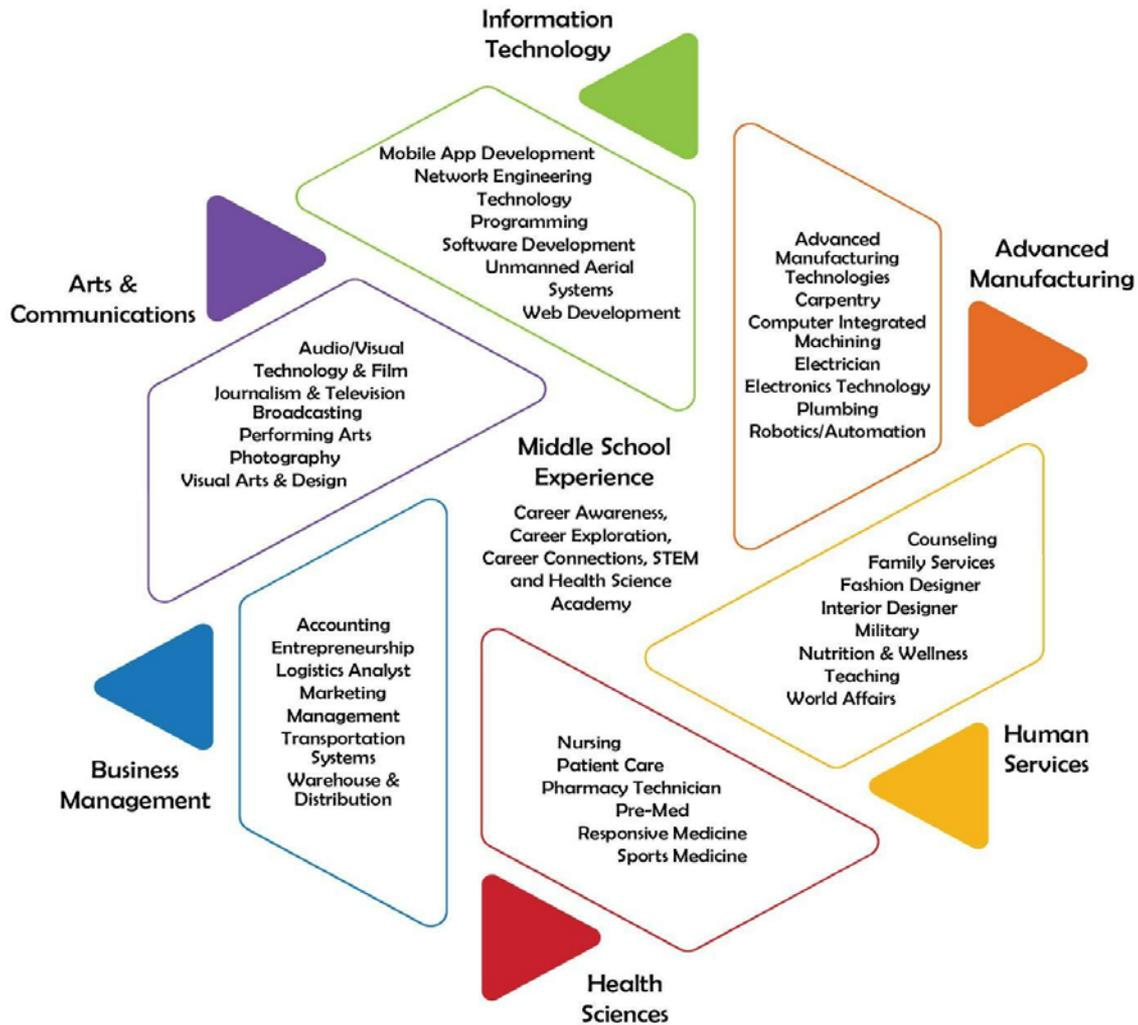 Information
Technology
Mobile App Development
Network Engineering
Technology
Programming
Software Development
Unmanned Aerial
Systems
Web Development
Advanced
Manufacturing
Advanced
Manufacturing
Technologies
Carpentry
Computer Integrated
Machining
Electrician
Electronics Technology
Plumbing
Robotics/Automation
Arts &
Communications
Audio/Visual
Technology & Film
Journalism & Television
Broadcasting
Performing Arts
Photography
Visual Arts & Design
Middle School
Experience
Career Awareness,
Career Exploration,
Career Connections, STEM
and Health Science
Academy
Counseling
Family Services
Fashion Designer
Interior Designer
Military
Nutrition & Wellness
Teaching
World Affairs
Human
Services
Accounting
Entrepreneurship
Logistics Analyst
Marketing
Management
Transportation
Systems
Warehouse &
Distribution
Business
Management
Nursing
Patient Care
Pharmacy Technician
Pre-Med
Responsive Medicine
Sports Medicine
Health
Sciences